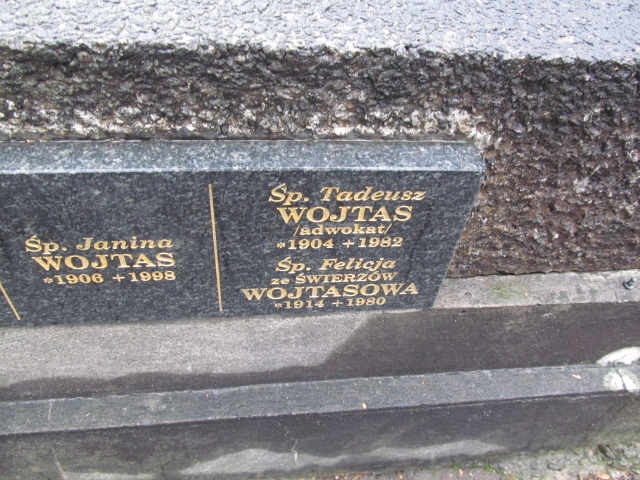 Śp. Janina
WOJTAS
*1906 +1998
Śp. Tadeusz
WOJTAS
/adwokat/
*1904 +1982
Śp. Felicja
ze ŚWIERZÓW
WOJTASOWA
*1914 +1980